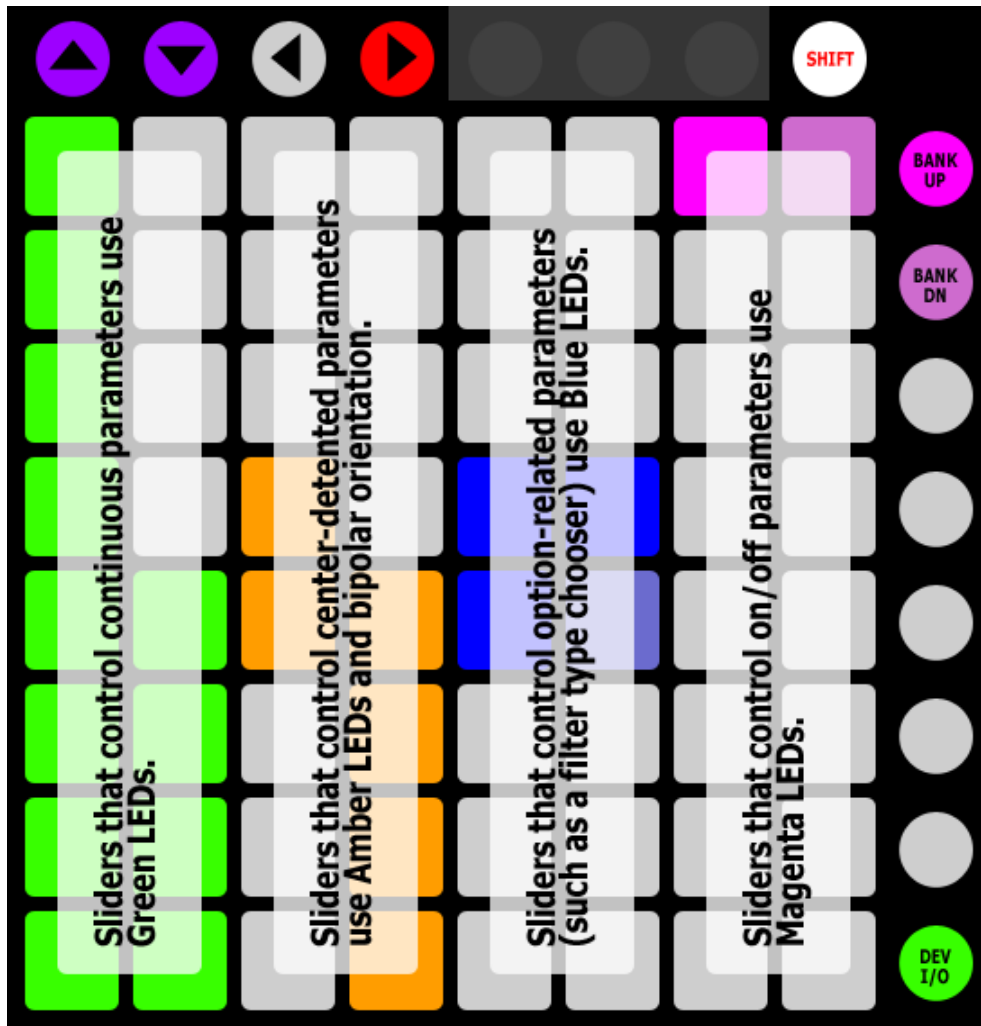 SHIFT
BANK
UP
BANK
DN
Sliders that control continuous parameters use
Green LEDs.
Sliders that control center-detented parameters
use Amber LEDs and bipolar orientation.
Sliders that control option-related parameters
(such as a filter type chooser) use Blue LEDs.
Sliders that control on/off parameters use
Magenta LEDs.
DEV
I/O